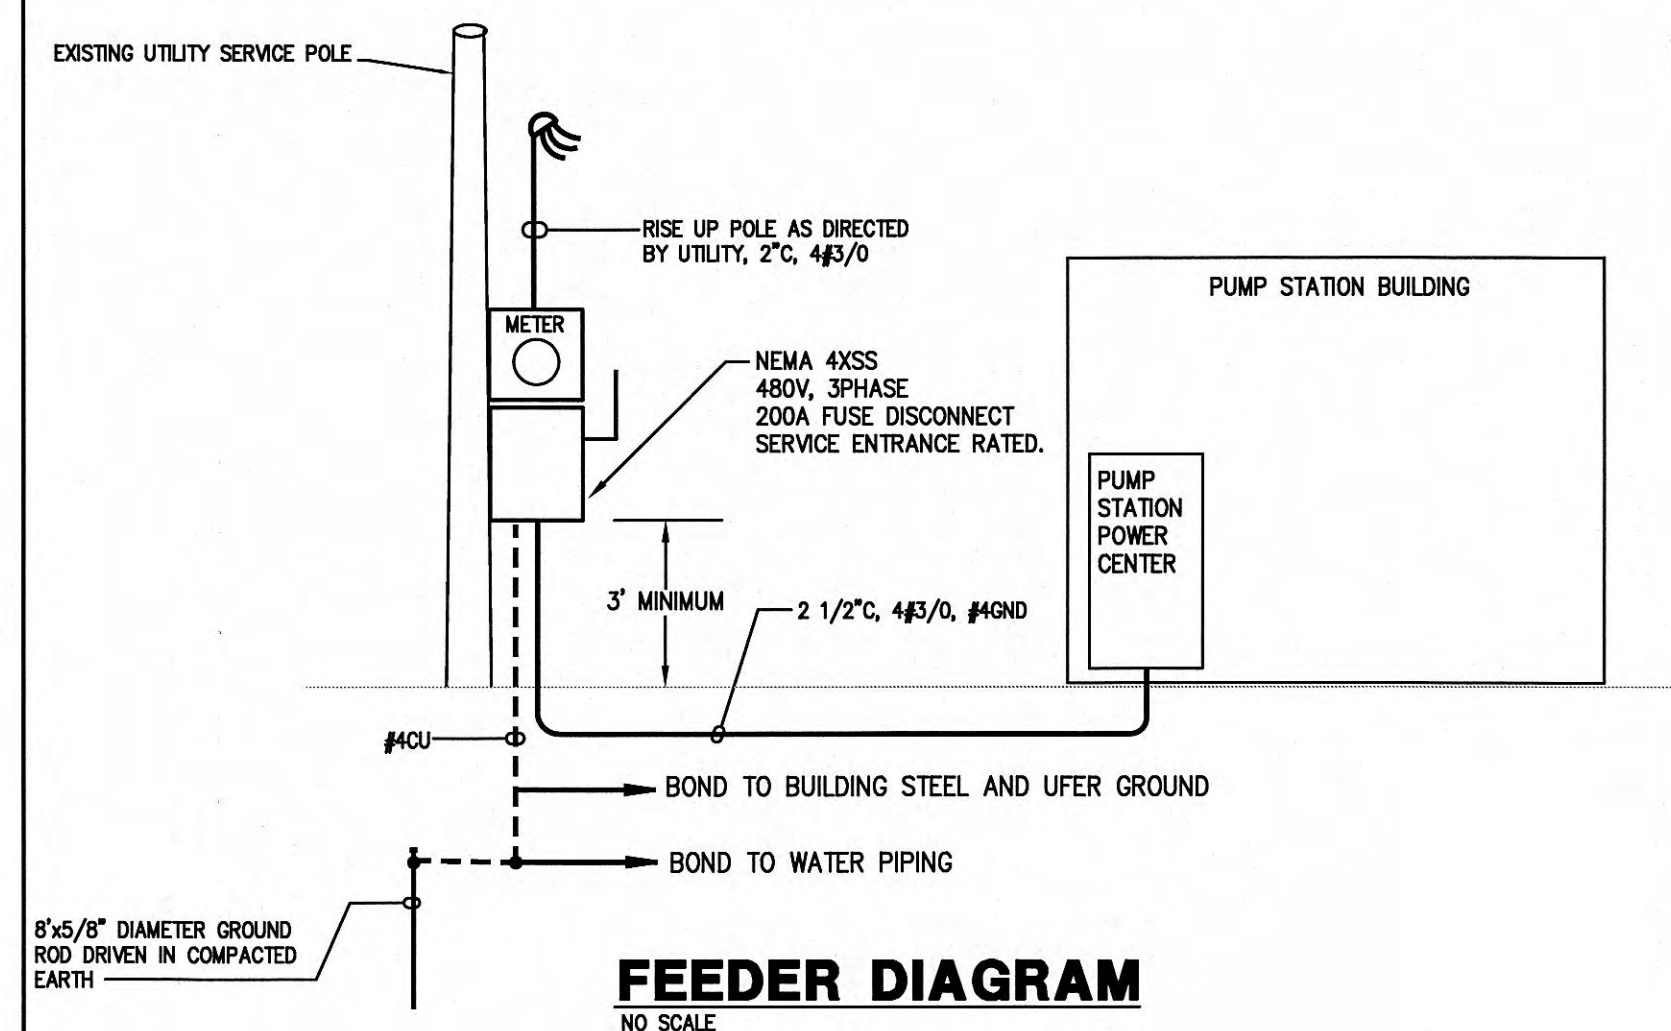 EXISTING UTILITY SERVICE POLE
RISE UP POLE AS DIRECTED
BY UTILITY, 2"C, 4#3/0
PUMP STATION BUILDING
METER
NEMA 4XSS
480V, 3PHASE
200A FUSE DISCONNECT
SERVICE ENTRANCE RATED.
PUMP
STATION
POWER
CENTER
3' MINIMUM
2 1/2"C, 4#3/0, #4GND
#4CU
BOND TO BUILDING STEEL AND UFER GROUND
BOND TO WATER PIPING
8'x5/8" DIAMETER GROUND
ROD DRIVEN IN COMPACTED
EARTH
FEEDER DIAGRAM
NO SCALE